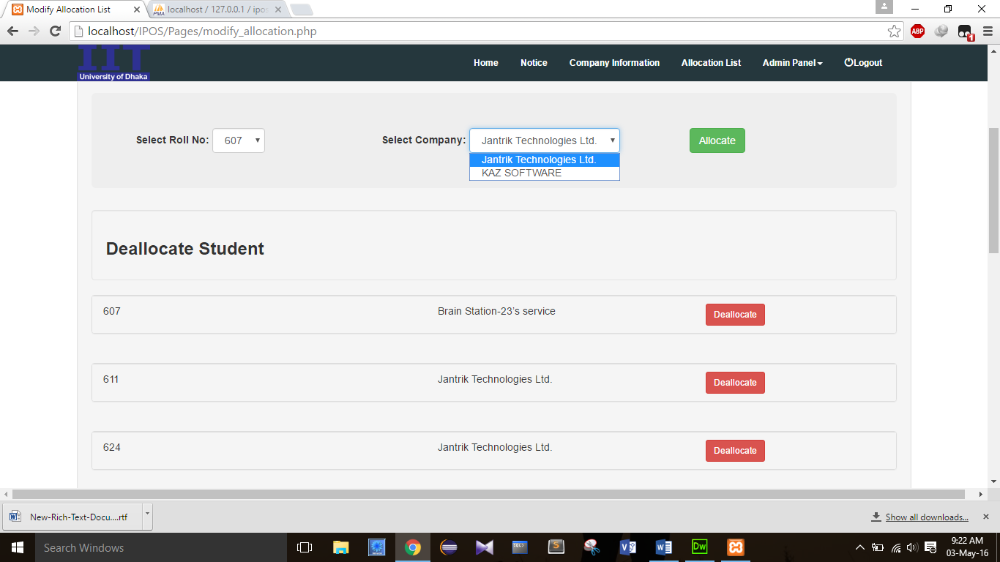 Modify Allocation List
localhost / 127.0.0.1 / ipo
localhost/IPOS/Pages/modify_allocation.php
ABP
1
IIT
University of Dhaka
Home Notice Company Information Allocation List Admin Panel Logout
Select Roll No: 607 Select Company: Jantrik Technologies Ltd. Allocate
Jantrik Technologies Ltd.
KAZ SOFTWARE
Deallocate Student
607 Brain Station-23's service Deallocate
611 Jantrik Technologies Ltd. Deallocate
624 Jantrik Technologies Ltd. Deallocate
New-Rich-Text-Docu....rtf
Show all downloads...
Search Windows
Dw
9:22 AM
03-May-16